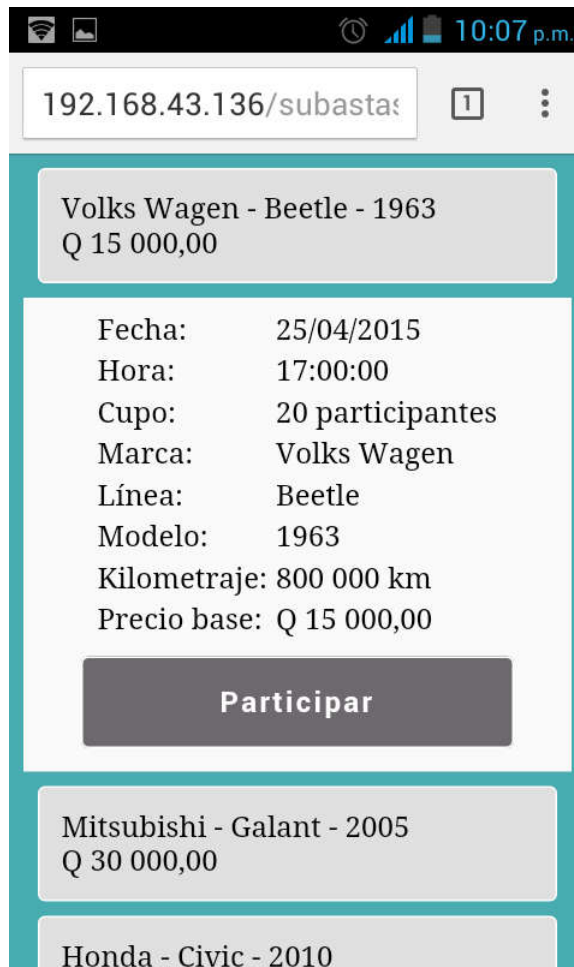 10:07 p.m.
192.168.43.136/subastas
1
Volks Wagen - Beetle - 1963
Q 15 000,00
Fecha: 25/04/2015
Hora: 17:00:00
Cupo: 20 participantes
Marca: Volks Wagen
Línea: Beetle
Modelo: 1963
Kilometraje: 800 000 km
Precio base: Q 15 000,00
Participar
Mitsubishi - Galant - 2005
Q 30 000,00
Honda - Civic - 2010